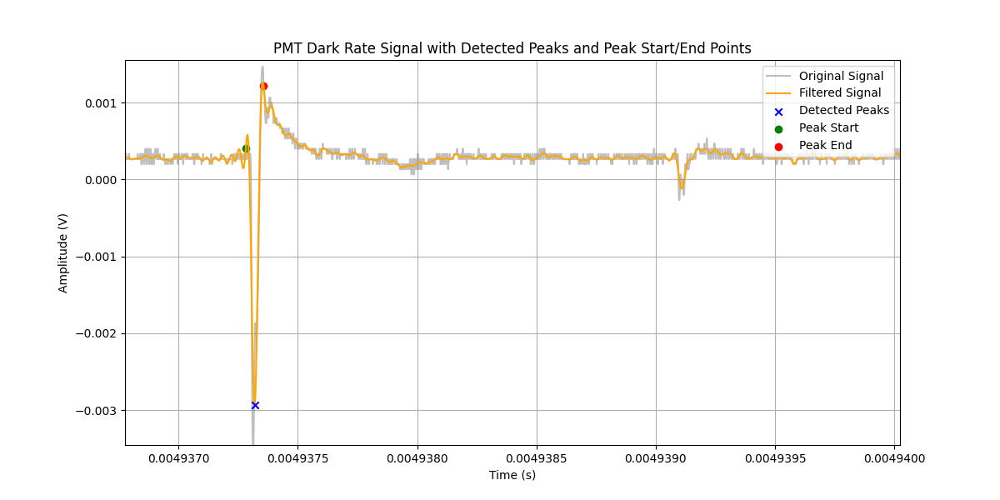 PMT Dark Rate Signal with Detected Peaks and Peak Start/End Points
Original Signal
Filtered Signal
Detected Peaks
Peak Start
Peak End
0.001
0.000
−0.001
−0.002
−0.003
Amplitude (V)
0.0049370
0.0049375
0.0049380
0.0049385
0.0049390
0.0049395
0.0049400
Time (s)